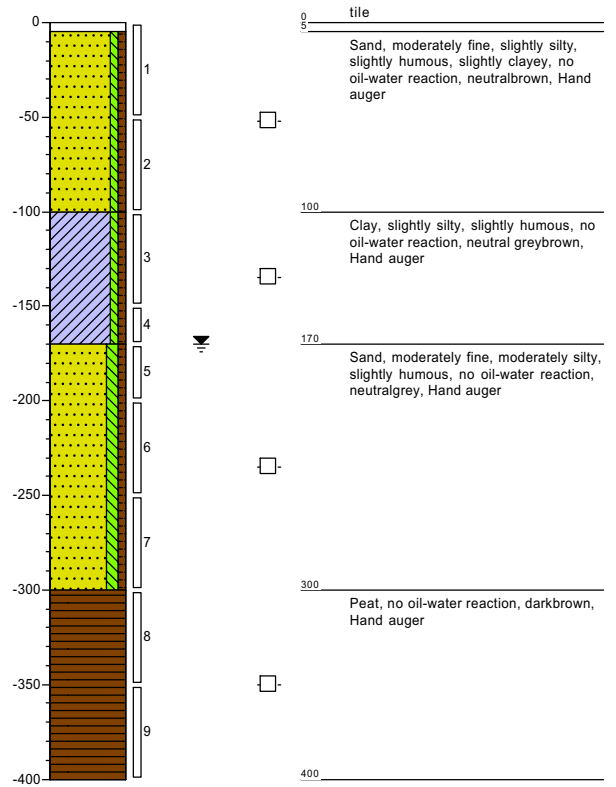 0
-50
-100
-150
-200
-250
-300
-350
-400
1
2
3
4
5
6
7
8
9
0
tile
5
Sand, moderately fine, slightly silty,
slightly humous, slightly clayey, no
oil-water reaction, neutralbrown, Hand
auger
100
Clay, slightly silty, slightly humous, no
oil-water reaction, neutral greybrown,
Hand auger
170
Sand, moderately fine, moderately silty,
slightly humous, no oil-water reaction,
neutralgrey, Hand auger
300
Peat, no oil-water reaction, darkbrown,
Hand auger
400